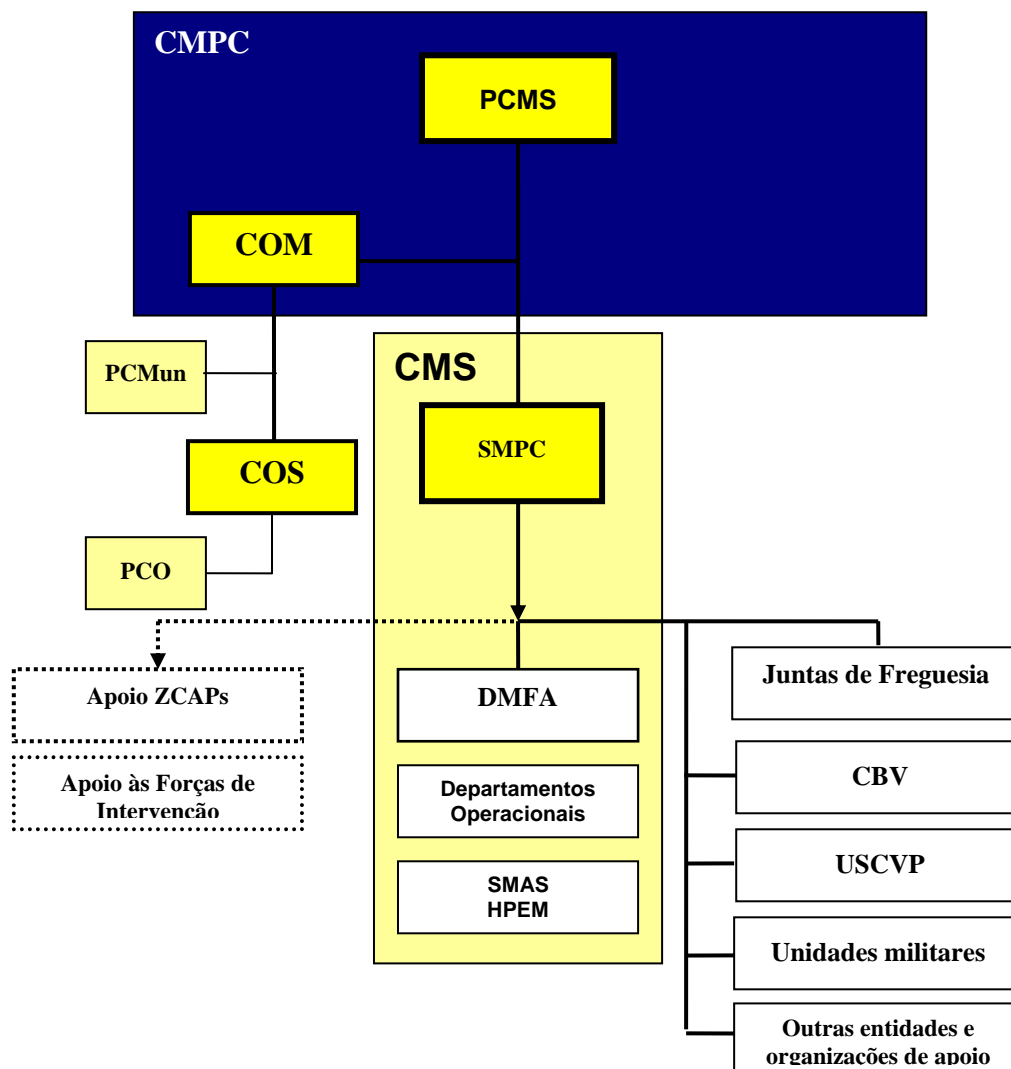 CMPC
PCMS
COM
PCMun
CMS
SMPC
COS
PCO
Apoio ZCAPs
DMFA
Juntas de Freguesia
Apoio às Forças de
Intervenção
Departamentos
Operacionais
CBV
USCVP
SMAS
HPEM
Unidades militares
Outras entidades e
organizações de apoio